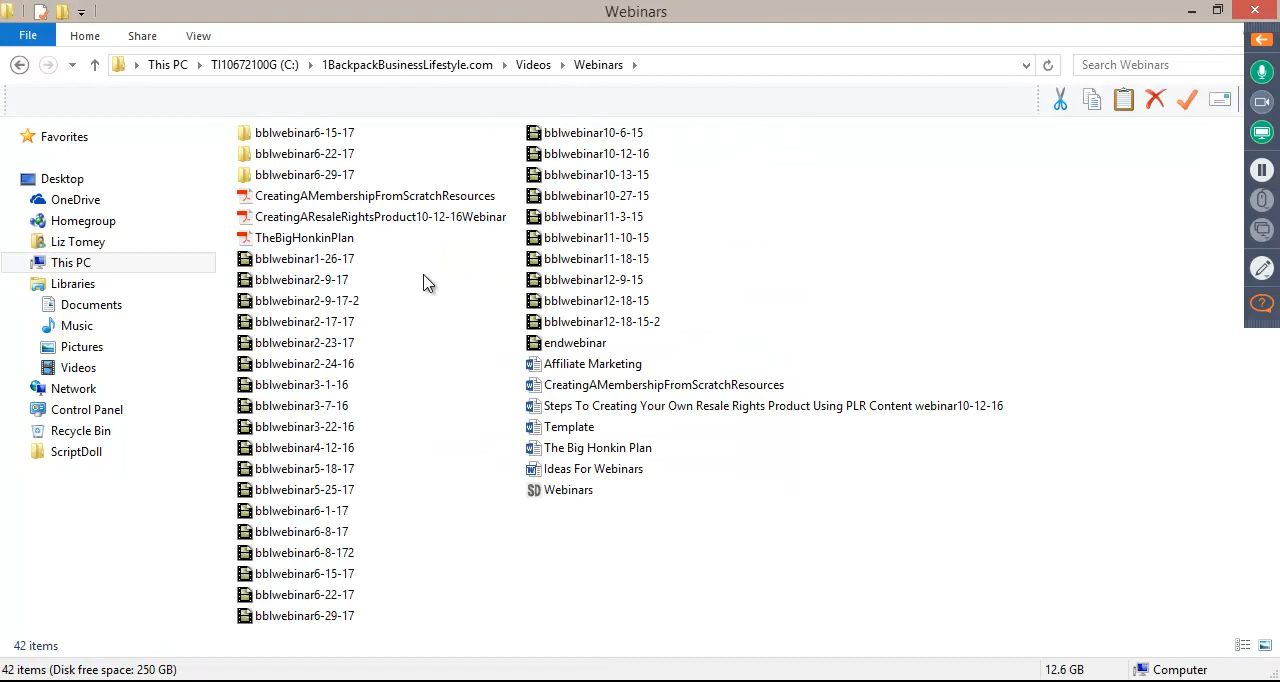 Webinars
File Home Share View
This PC TI10672100G (C:) 1BackpackBusinessLifestyle.com Videos Webinars
Search Webinars
Favorites
Desktop
OneDrive
Homegroup
Liz Tomey
This PC
Libraries
Documents
Music
Pictures
Videos
Network
Control Panel
Recycle Bin
ScriptDoll
bblwebinar6-15-17
bblwebinar6-22-17
bblwebinar6-29-17
CreatingAMembershipFromScratchResources
CreatingAResaleRightsProduct10-12-16Webinar
TheBigHonkinPlan
bblwebinar1-26-17
bblwebinar2-9-17
bblwebinar2-9-17-2
bblwebinar2-17-17
bblwebinar2-23-17
bblwebinar2-24-16
bblwebinar3-1-16
bblwebinar3-7-16
bblwebinar3-22-16
bblwebinar4-12-16
bblwebinar5-18-17
bblwebinar5-25-17
bblwebinar6-1-17
bblwebinar6-8-17
bblwebinar6-8-172
bblwebinar6-15-17
bblwebinar6-22-17
bblwebinar6-29-17
bblwebinar10-6-15
bblwebinar10-12-16
bblwebinar10-13-15
bblwebinar10-27-15
bblwebinar11-3-15
bblwebinar11-10-15
bblwebinar11-18-15
bblwebinar12-9-15
bblwebinar12-18-15
bblwebinar12-18-15-2
endwebinar
Affiliate Marketing
CreatingAMembershipFromScratchResources
Steps To Creating Your Own Resale Rights Product Using PLR Content webinar10-12-16
Template
The Big Honkin Plan
Ideas For Webinars
SD Webinars
42 items
42 items (Disk free space: 250 GB) 12.6 GB Computer